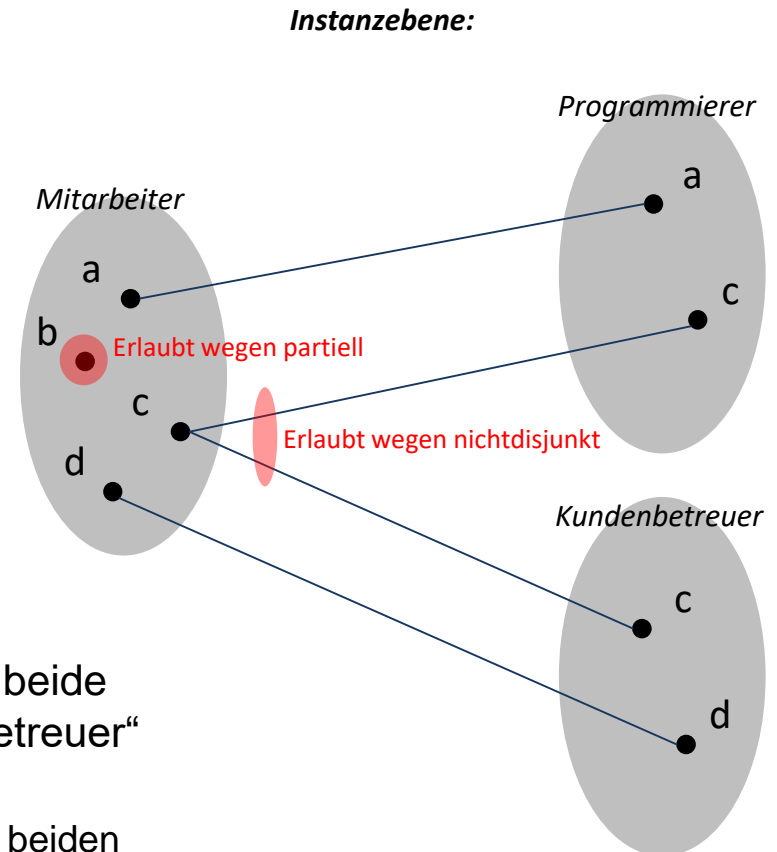 Instanzebene:
Programmierer
a
c
Mitarbeiter
a
b
Erlaubt wegen partiell
c
Erlaubt wegen nichtdisjunkt
d
Kundenbetreuer
c
d
beide
etreuer“
beiden